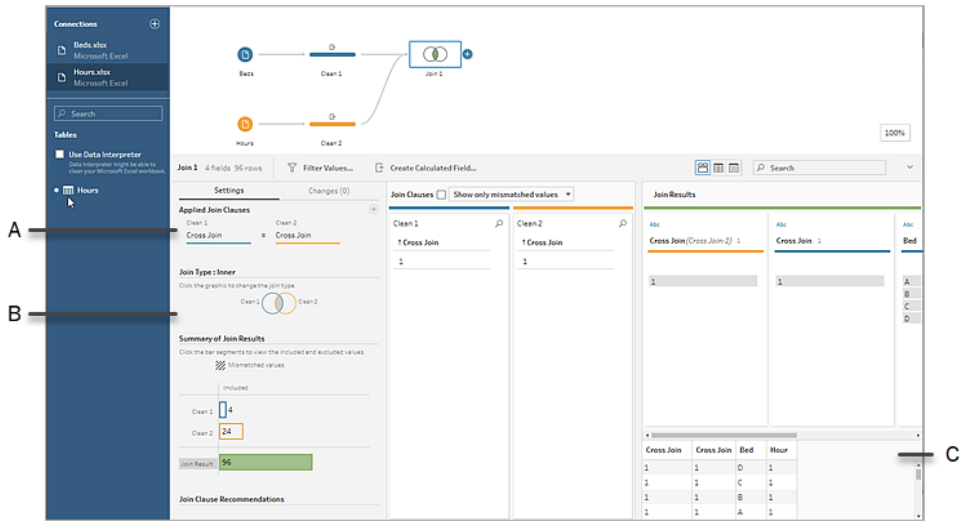 Connections
Beds.xlsx
Microsoft Excel
Hours.xlsx
Microsoft Excel
Search
Tables
Use Data Interpreter
Data Interpreter might be able to
clean your Microsoft Excel workbook.
Hours
A
B
C
Beds
Clean 1
Join 1
Hours
Clean 2
100%
Join 1 4 fields 96 rows
Filter Values...
Create Calculated Field...
Search
Settings
Changes (0)
Applied Join Clauses
Clean 1
Clean 2
Cross Join = Cross Join
Join Type : Inner
Click the graphic to change the join type.
Clean 1
Clean 2
Summary of Join Results
Click the bar segments to view the included and excluded values.
Mismatched values
Included
Clean 1 4
Clean 2 24
Join Result 96
Join Clause Recommendations
Join Clauses
Show only mismatched values
Clean 1
Cross Join
1
Clean 2
Cross Join
1
Join Results
Abc
Cross Join (Cross Join-2) 1
1
Abc
Cross Join 1
1
Abc
Bed
A
B
C
D
Cross Join Cross Join Bed Hour
1 1 D 1
1 1 C 1
1 1 B 1
1 1 A 1